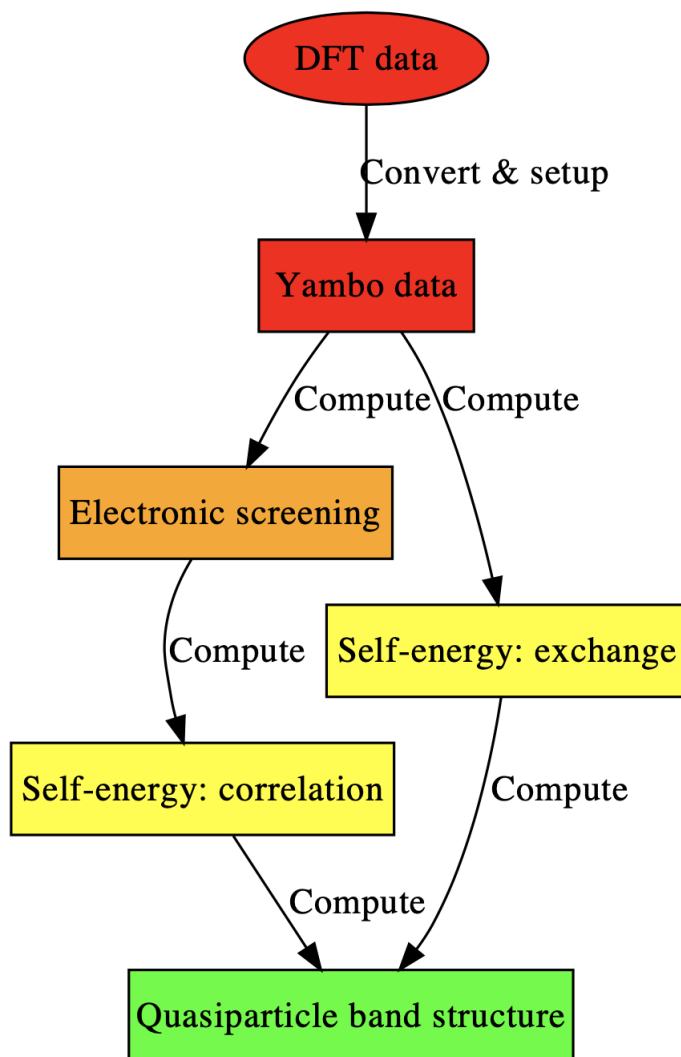 DFT data
Convert & setup
Yambo data
Compute
Compute
Electronic screening
Compute
Self-energy: exchange
Self-energy: correlation
Compute
Compute
Quasiparticle band structure